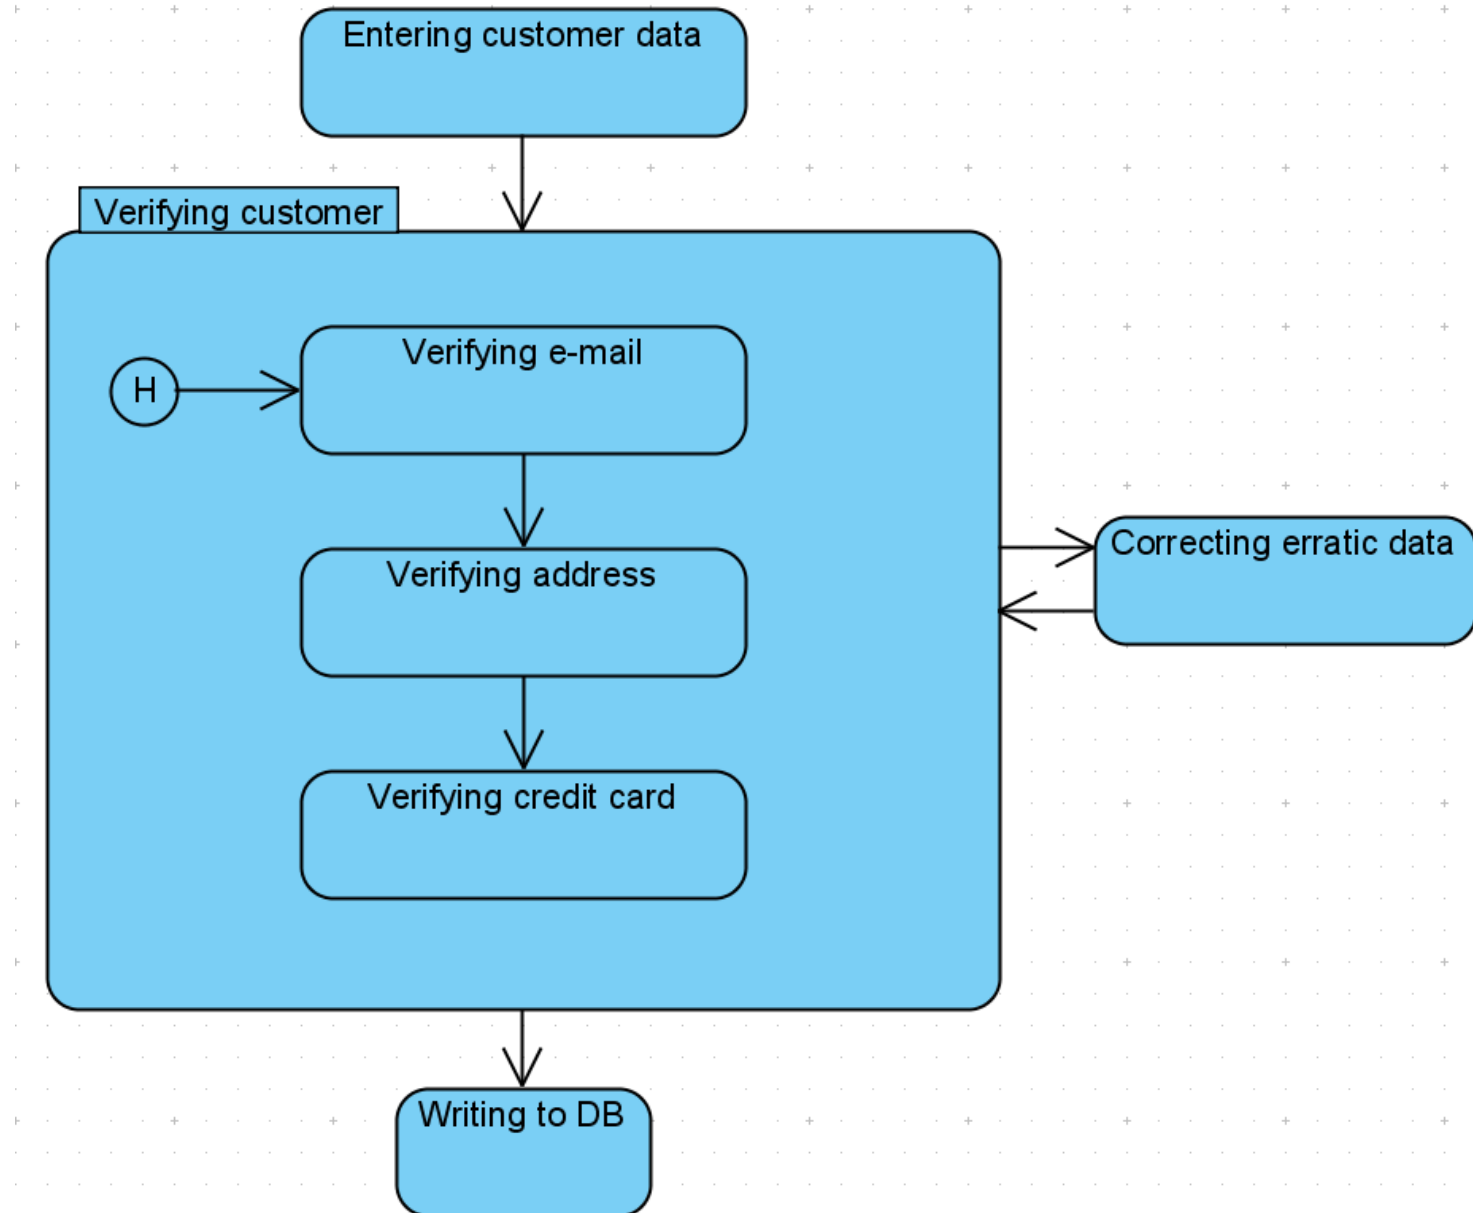 Entering customer data
Verifying customer
Verifying e-mail
H
Verifying address
Correcting erratic data
Verifying credit card
Writing to DB